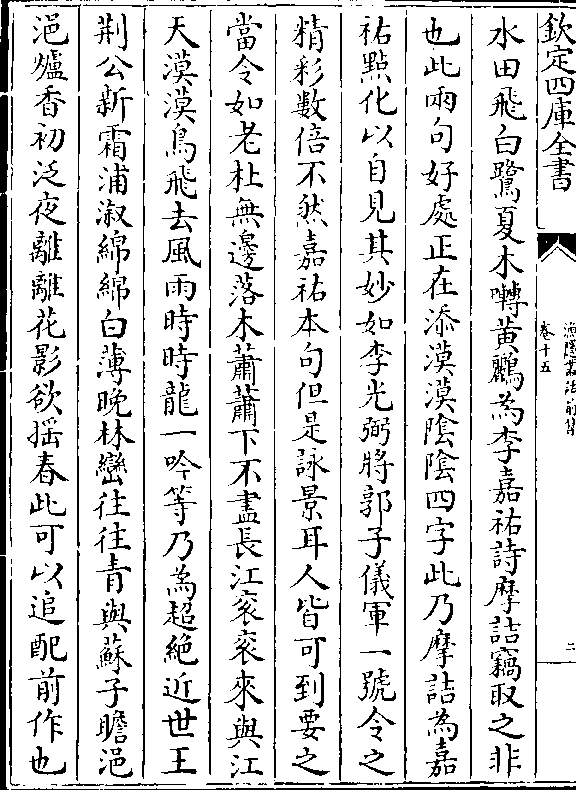 欽定四庫全書
漁隱叢話前集
卷十五
二
水田飛白鷺夏木囀黃鸝為李嘉祐詩摩詰竊取之非
也此兩句好處正在添漠漠陰陰四字此乃摩詰為嘉
祐點化以自見其妙如李光弼將郭子儀軍一號令之
精彩數倍不然嘉祐本句但是詠景耳人皆可到要之
當令如老杜無邊落木蕭蕭下不盡長江衮衮來與江
天漠漠鳥飛去風雨時時龍一吟等乃為超絶近世王
荆公新霜浦溆綿綿白薄晚林巒往往青與蘇子瞻浥
浥爐香初泛夜離離花影欲揺春此可以追配前作也